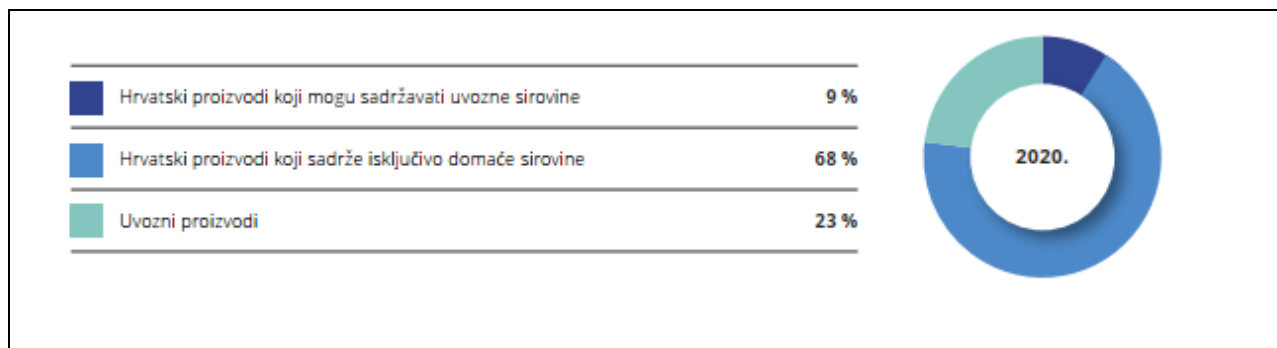 Hrvatski proizvodi koji mogu sadržavati uvozne sirovine 9 %
Hrvatski proizvodi koji sadrže isključivo domaće sirovine 68 %
Uvozni proizvodi 23 %
2020.